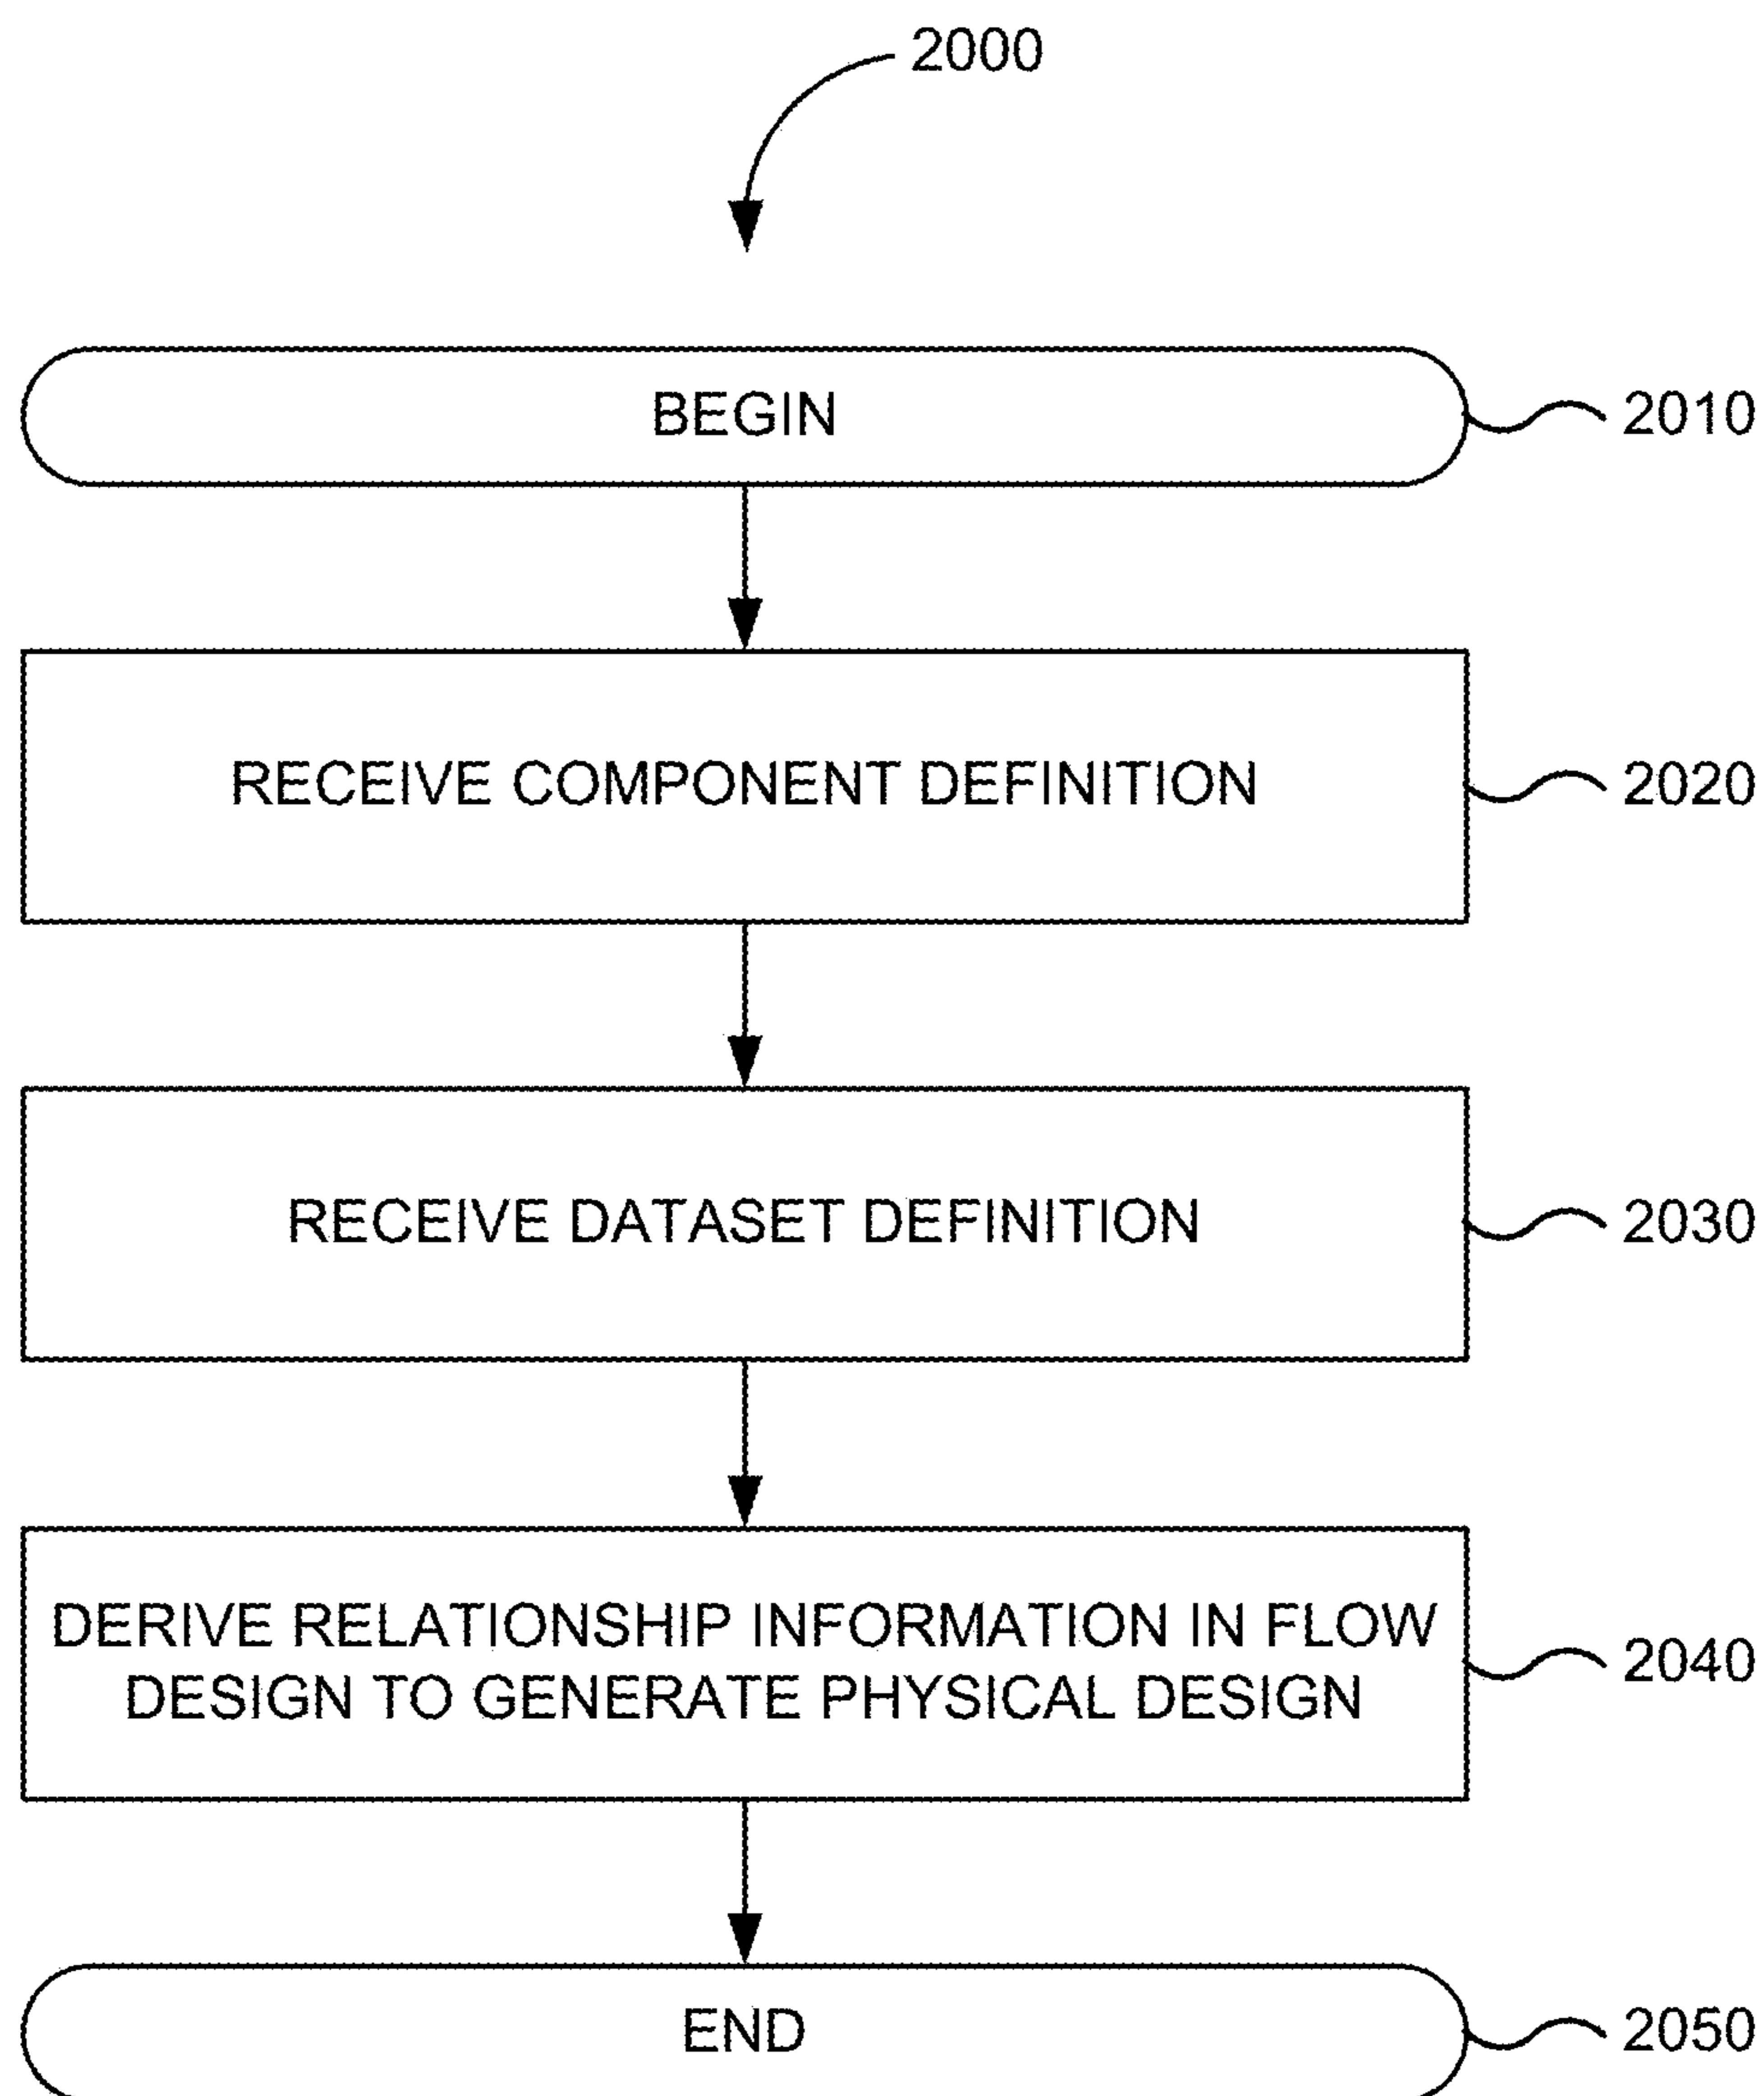 2000
BEGIN
2010
RECEIVE COMPONENT DEFINITION
2020
RECEIVE DATASET DEFINITION
2030
DERIVE RELATIONSHIP INFORMATION IN FLOW
DESIGN TO GENERATE PHYSICAL DESIGN
2040
END
2050